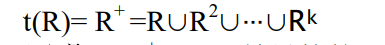 t(R)= R⁺ =R∪R²∪···∪Rᵏ